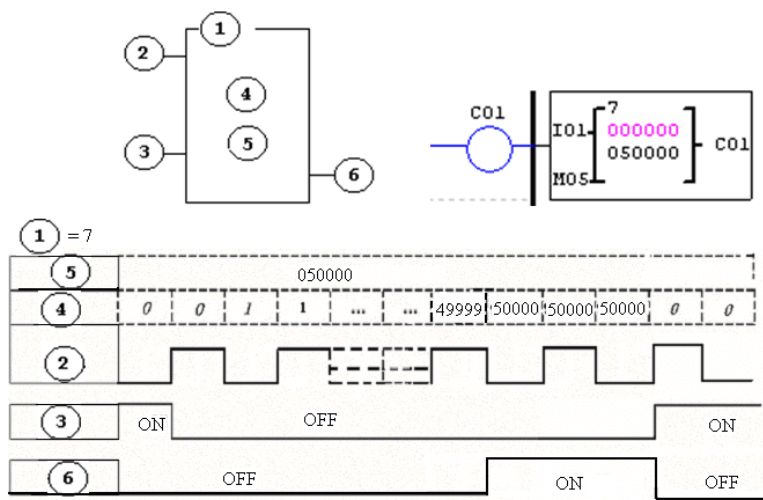 1
2
3
4
5
6
C01
7
I01
000000
050000
C01
M05
1 = 7
5 050000
4 0 0 1 1 ... ... 49999 50000 50000 50000 0 0
2
3 ON OFF ON
6 OFF ON OFF